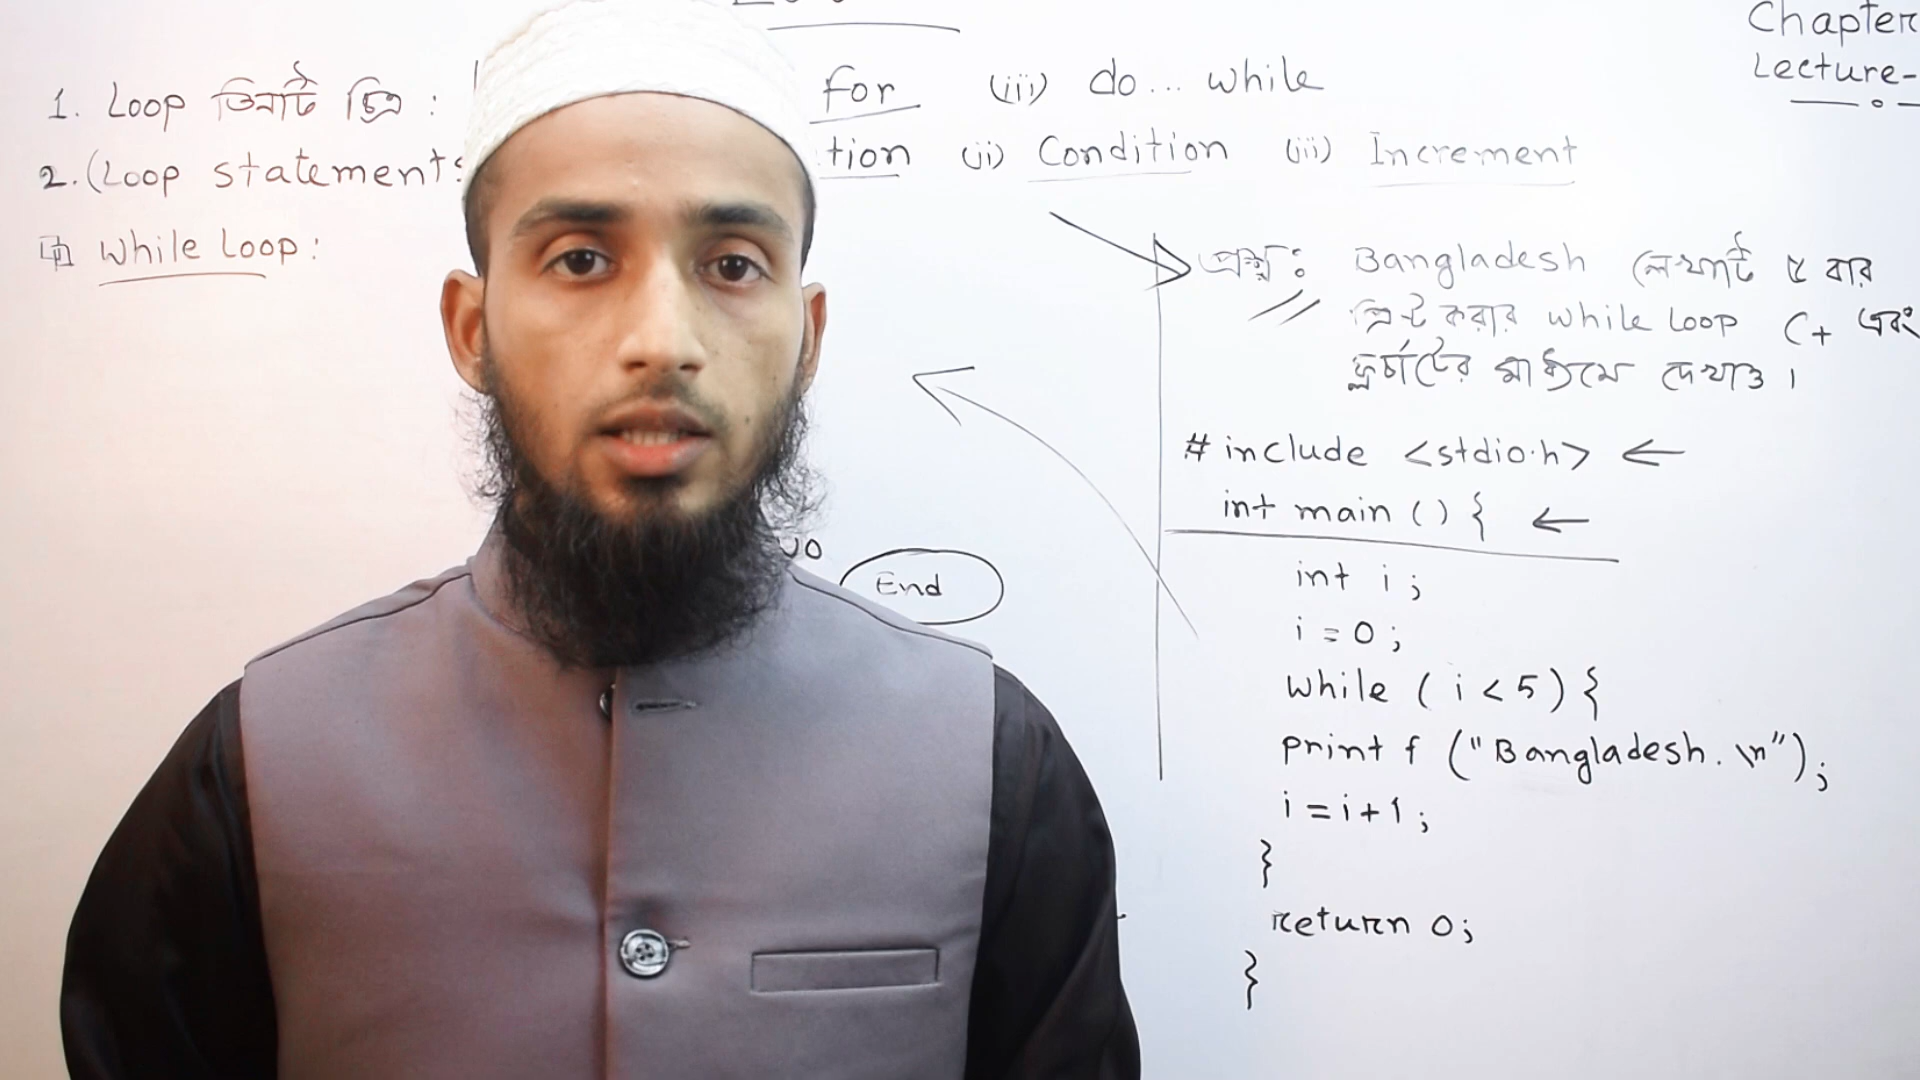 Chapter
Lecture-
1. Loop তিনটি চিত্র : for (iii) do... while
2. (Loop statements tion (ii) Condition (iii) Increment
While Loop :
প্রশ্ন : Bangladesh লেখাটি ৫ বার
প্রিন্ট করার while Loop C+ এবং
ফ্লচার্টের মাধ্যমে দেখাও।
# include <stdio.h> ←
int main () { ←
NO
End
int i ;
i = 0 ;
while ( i < 5 ) {
print f ("Bangladesh. \n");
i = i + 1 ;
}
return 0;
}